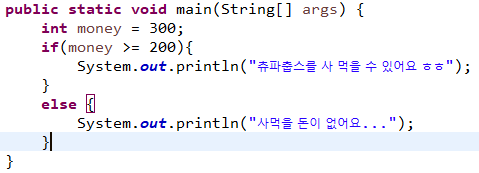 public static void main(String[] args) {
    int money = 300;
    if(money >= 200){
        System.out.println("츄파춥스를 사 먹을 수 있어요 ㅎㅎ");
    }
    else {
        System.out.println("사먹을 돈이 없어요...");
    }
}